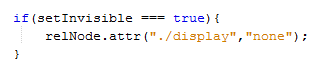 if(setInvisible === true){
    relNode.attr("./display","none");
}